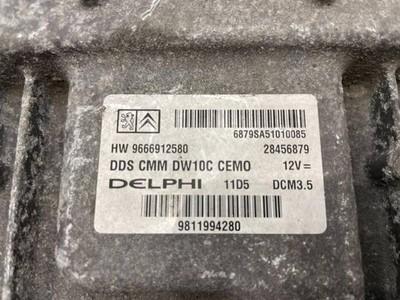 6879SA51010085
HW 9666912580 28456879
DDS CMM DW10C CEMO 12V =
DELPHI 11D5 DCM3.5
9811994280